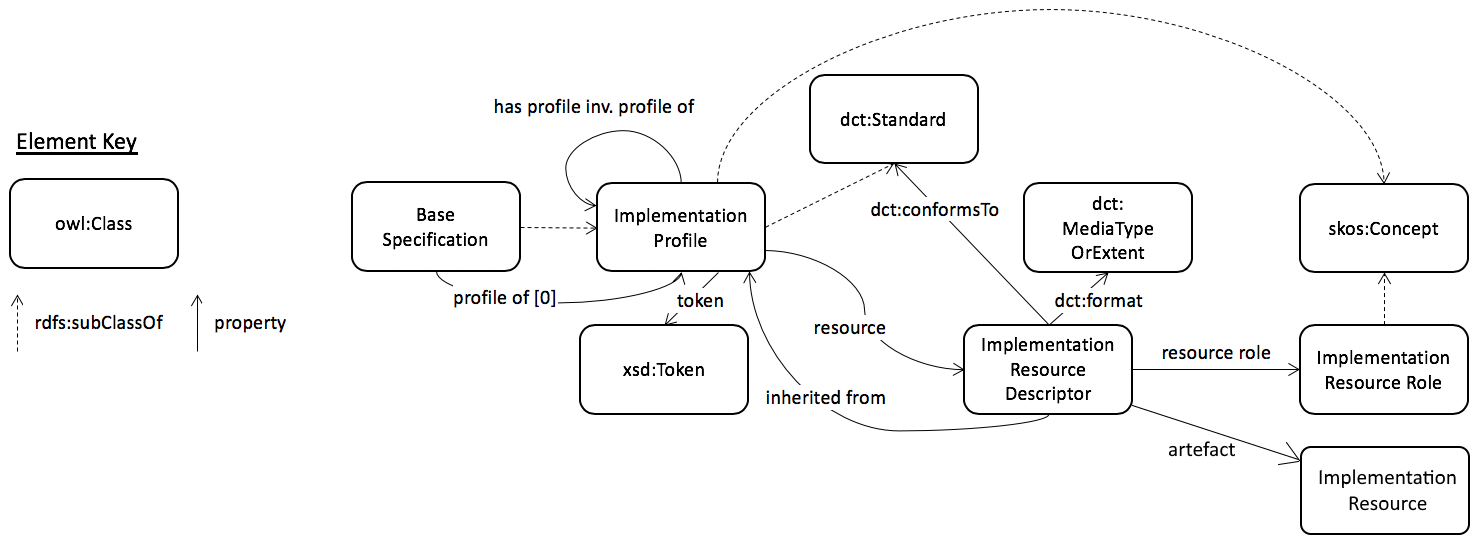 has profile inv. profile of
dct:Standard
Element Key
owl:Class
rdfs:subClassOf
property
Base
Specification
Implementation
Profile
dct:conformsTo
dct:
MediaType
OrExtent
skos:Concept
profile of [0]
token
dct:format
resource
xsd:Token
inherited from
Implementation
Resource
Descriptor
resource role
Implementation
Resource Role
artefact
Implementation
Resource